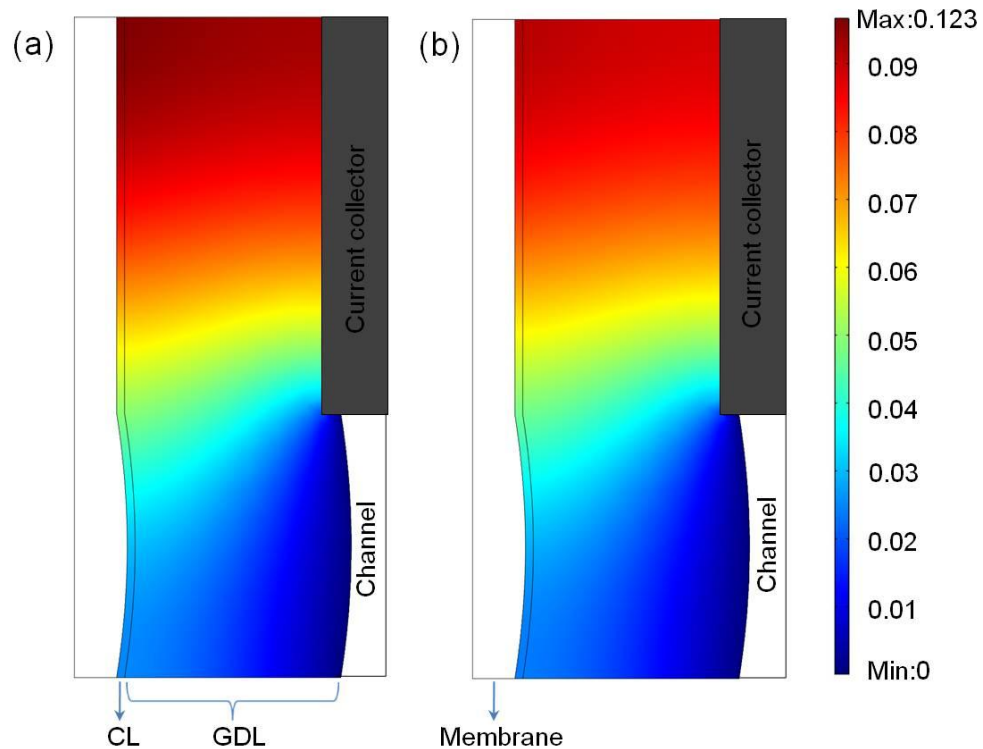 (a)
Current collector
Channel
CL
GDL
(b)
Current collector
Channel
Membrane
Max:0.123
0.09
0.08
0.07
0.06
0.05
0.04
0.03
0.02
0.01
Min:0